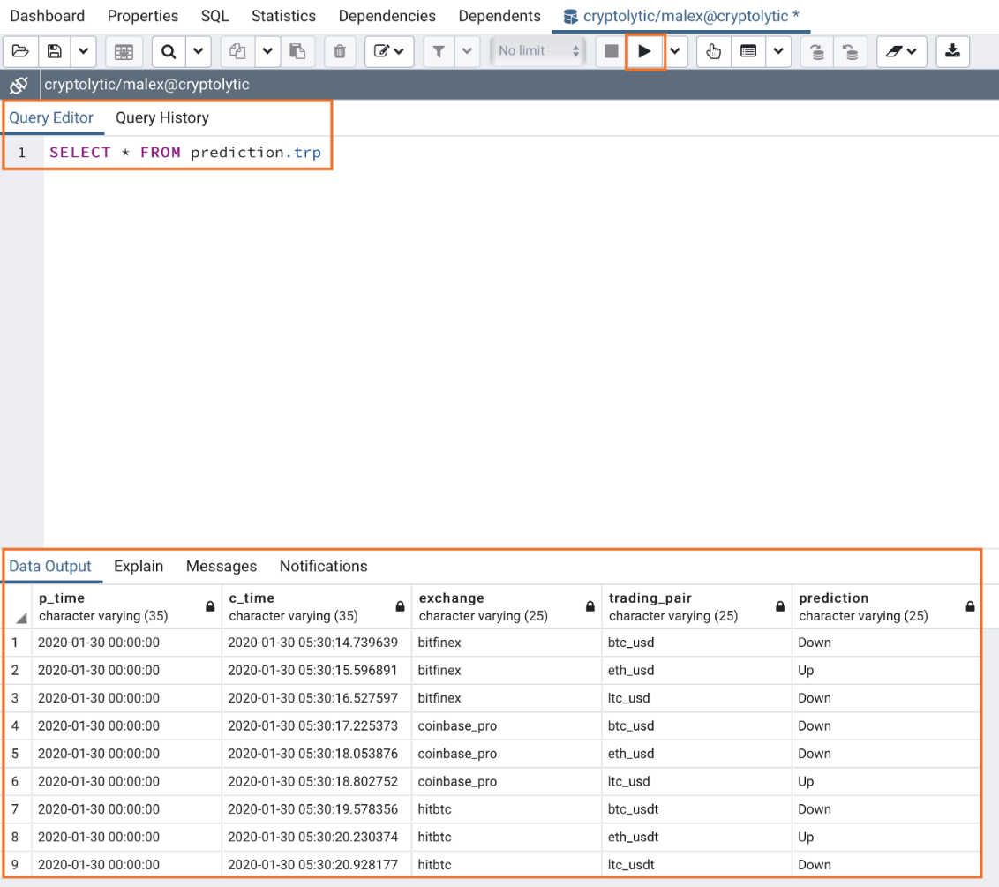 Dashboard Properties SQL Statistics Dependencies Dependents cryptolytic/malex@cryptolytic *
No limit
cryptolytic/malex@cryptolytic
Query Editor Query History
1 SELECT * FROM prediction.trp
Data Output Explain Messages Notifications
p_time c_time exchange trading_pair prediction
character varying (35) character varying (35) character varying (25) character varying (25) character varying (25)
1 2020-01-30 00:00:00 2020-01-30 05:30:14.739639 bitfinex btc_usd Down
2 2020-01-30 00:00:00 2020-01-30 05:30:15.596891 bitfinex eth_usd Up
3 2020-01-30 00:00:00 2020-01-30 05:30:16.527597 bitfinex ltc_usd Down
4 2020-01-30 00:00:00 2020-01-30 05:30:17.225373 coinbase_pro btc_usd Down
5 2020-01-30 00:00:00 2020-01-30 05:30:18.053876 coinbase_pro eth_usd Down
6 2020-01-30 00:00:00 2020-01-30 05:30:18.802752 coinbase_pro ltc_usd Up
7 2020-01-30 00:00:00 2020-01-30 05:30:19.578356 hitbtc btc_usdt Down
8 2020-01-30 00:00:00 2020-01-30 05:30:20.230374 hitbtc eth_usdt Up
9 2020-01-30 00:00:00 2020-01-30 05:30:20.928177 hitbtc ltc_usdt Down